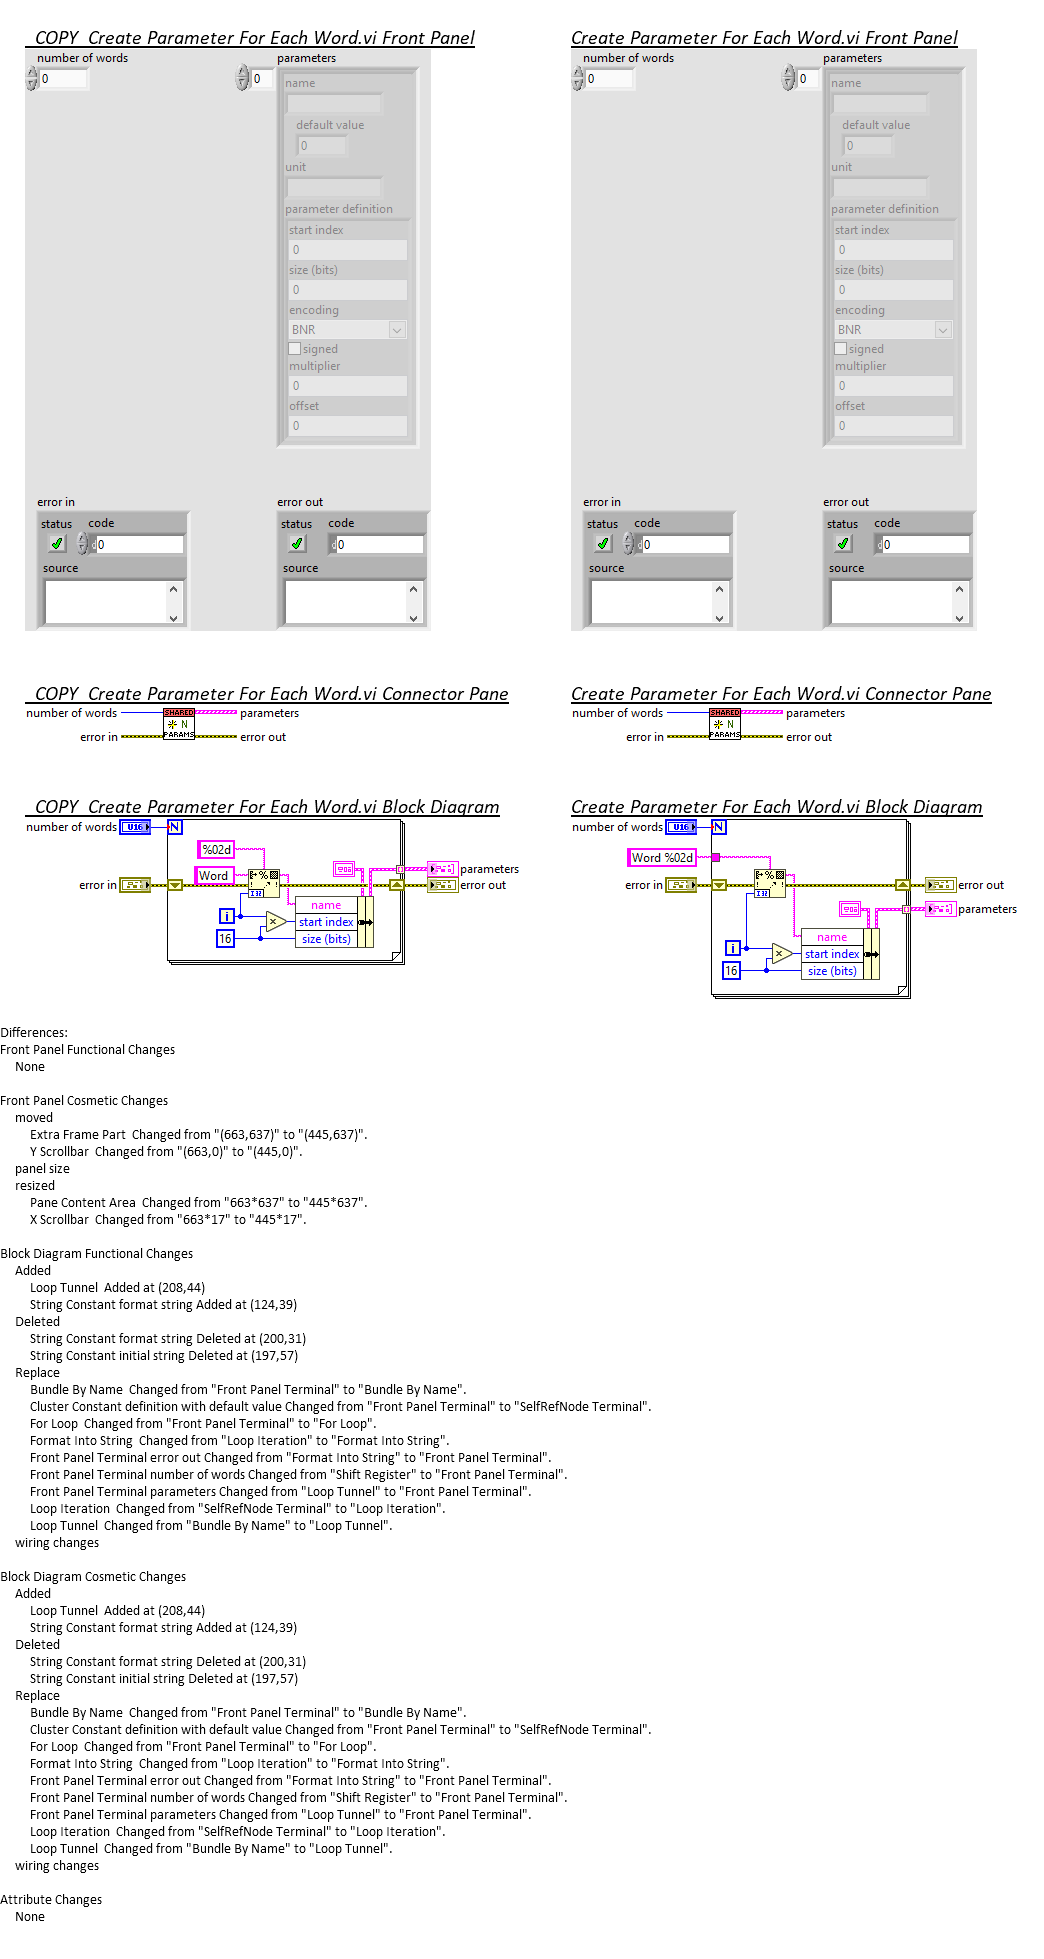 _COPY_Create Parameter For Each Word.vi Front Panel
number of words
0
0
parameters
name
default value
0
unit
parameter definition
start index
0
size (bits)
0
encoding
BNR
signed
multiplier
0
offset
0
error in
status code
d0
source
error out
status code
d0
source
Create Parameter For Each Word.vi Front Panel
number of words
0
0
parameters
name
default value
0
unit
parameter definition
start index
0
size (bits)
0
encoding
BNR
signed
multiplier
0
offset
0
error in
status code
d0
source
error out
status code
d0
source
_COPY_Create Parameter For Each Word.vi Connector Pane
number of words
SHARED
N
PARAMS
parameters
error in
error out
Create Parameter For Each Word.vi Connector Pane
number of words
SHARED
N
PARAMS
parameters
error in
error out
_COPY_Create Parameter For Each Word.vi Block Diagram
number of words
U16
N
%02d
Word
error in
parameters
error out
name
i
start index
16
size (bits)
Create Parameter For Each Word.vi Block Diagram
number of words
U16
N
Word %02d
error in
error out
parameters
name
i
start index
16
size (bits)
Differences:
Front Panel Functional Changes
None
Front Panel Cosmetic Changes
moved
Extra Frame Part  Changed from "(663,637)" to "(445,637)".
Y Scrollbar  Changed from "(663,0)" to "(445,0)".
panel size
resized
Pane Content Area  Changed from "663*637" to "445*637".
X Scrollbar  Changed from "663*17" to "445*17".
Block Diagram Functional Changes
Added
Loop Tunnel  Added at (208,44)
String Constant format string Added at (124,39)
Deleted
String Constant format string Deleted at (200,31)
String Constant initial string Deleted at (197,57)
Replace
Bundle By Name  Changed from "Front Panel Terminal" to "Bundle By Name".
Cluster Constant definition with default value Changed from "Front Panel Terminal" to "SelfRefNode Terminal".
For Loop  Changed from "Front Panel Terminal" to "For Loop".
Format Into String  Changed from "Loop Iteration" to "Format Into String".
Front Panel Terminal error out Changed from "Format Into String" to "Front Panel Terminal".
Front Panel Terminal number of words Changed from "Shift Register" to "Front Panel Terminal".
Front Panel Terminal parameters Changed from "Loop Tunnel" to "Front Panel Terminal".
Loop Iteration  Changed from "SelfRefNode Terminal" to "Loop Iteration".
Loop Tunnel  Changed from "Bundle By Name" to "Loop Tunnel".
wiring changes
Block Diagram Cosmetic Changes
Added
Loop Tunnel  Added at (208,44)
String Constant format string Added at (124,39)
Deleted
String Constant format string Deleted at (200,31)
String Constant initial string Deleted at (197,57)
Replace
Bundle By Name  Changed from "Front Panel Terminal" to "Bundle By Name".
Cluster Constant definition with default value Changed from "Front Panel Terminal" to "SelfRefNode Terminal".
For Loop  Changed from "Front Panel Terminal" to "For Loop".
Format Into String  Changed from "Loop Iteration" to "Format Into String".
Front Panel Terminal error out Changed from "Format Into String" to "Front Panel Terminal".
Front Panel Terminal number of words Changed from "Shift Register" to "Front Panel Terminal".
Front Panel Terminal parameters Changed from "Loop Tunnel" to "Front Panel Terminal".
Loop Iteration  Changed from "SelfRefNode Terminal" to "Loop Iteration".
Loop Tunnel  Changed from "Bundle By Name" to "Loop Tunnel".
wiring changes
Attribute Changes
None